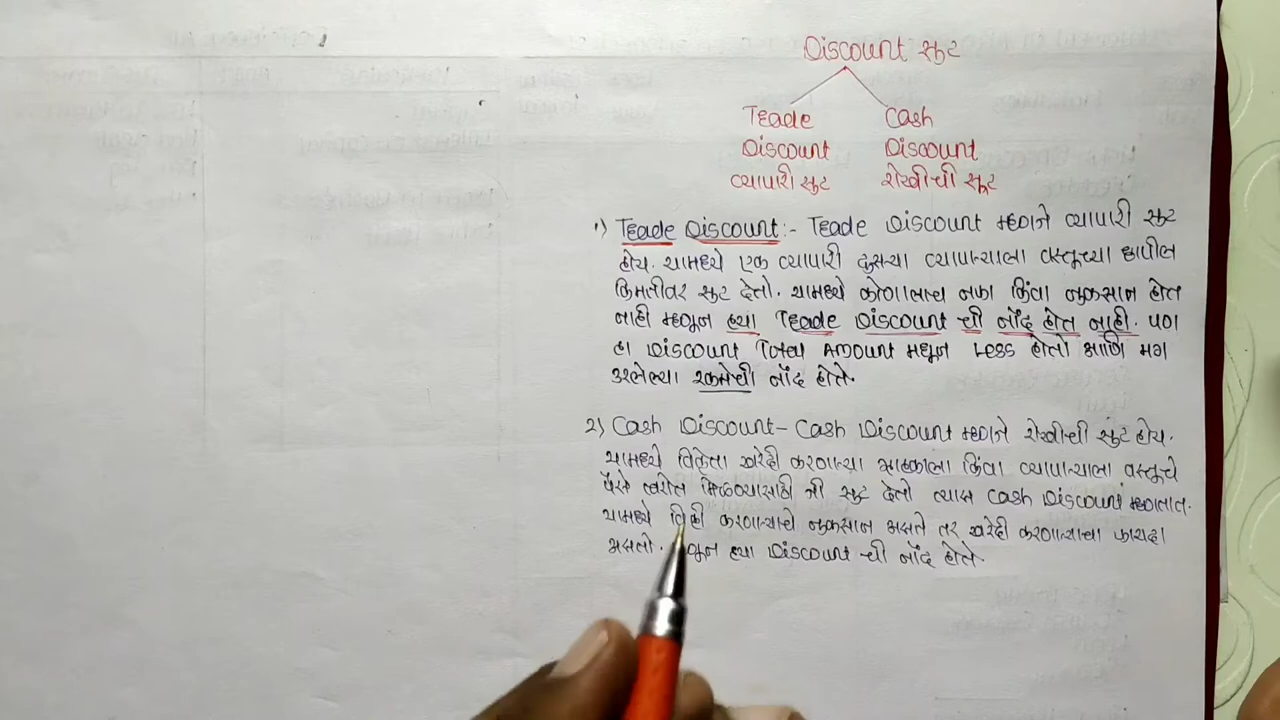 Discount सूट
Trade Cash
Discount Discount
व्यापारी सूट रोखीची सूट
1) Trade Discount :- Trade Discount म्हणजे व्यापारी सूट
होय. यामध्ये एक व्यापारी दुसऱ्या व्यापाऱ्याला वस्तूच्या छापील
किमतीवर सूट देतो. यामध्ये कोणालाच नफा किंवा नुकसान होत
नाही म्हणून ह्या Trade Discount ची नोंद होत नाही. पण
हा Discount Total Amount मधून Less होतो आणि मग
उरलेल्या रकमेची नोंद होते.
2) Cash Discount - Cash Discount म्हणजे रोखीची सूट होय.
यामध्ये विक्रेता खरेदी करणाऱ्या ग्राहकाला किंवा व्यापाऱ्याला वस्तूचे
पैसे त्वरीत मिळण्यासाठी जी सूट देतो त्यास Cash Discount म्हणतात.
यामध्ये विक्री करणाऱ्याचे नुकसान असते तर खरेदी करणाऱ्याचा फायदा
असतो. ह्या Discount ची नोंद होते.